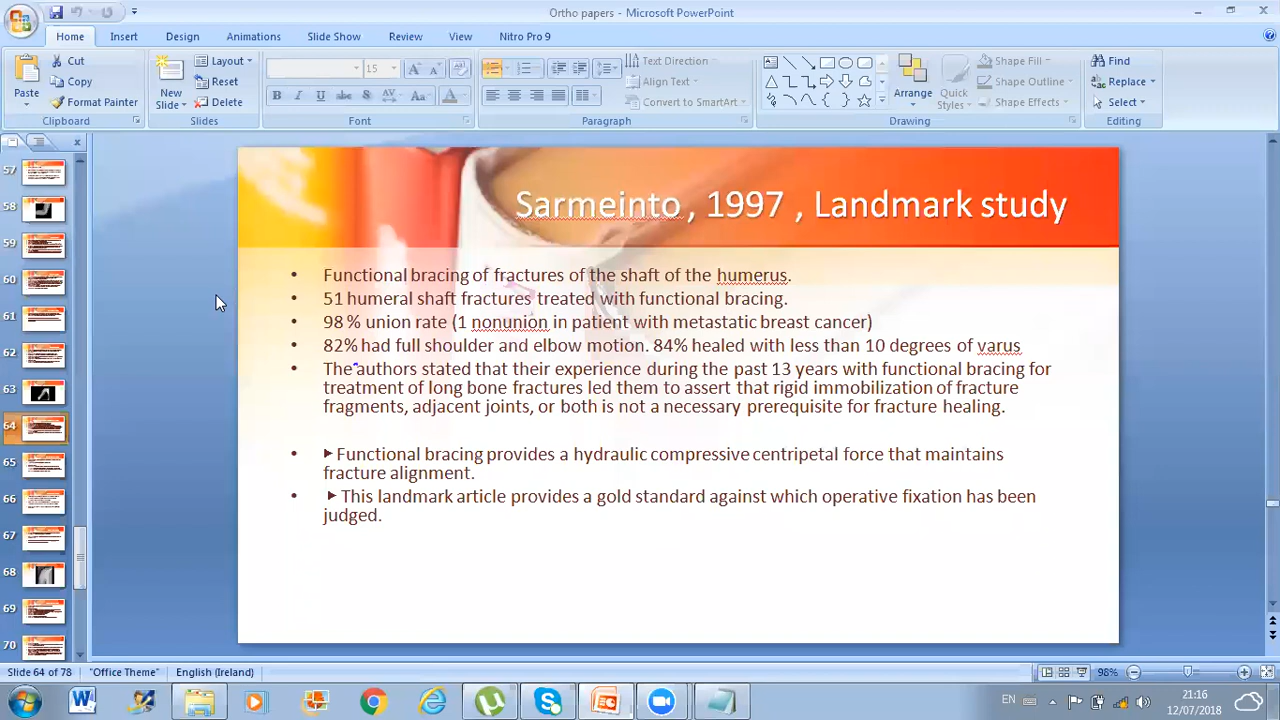 Ortho papers - Microsoft PowerPoint
Home Insert Design Animations Slide Show Review View Nitro Pro 9
Paste
Cut
Copy
Format Painter
Clipboard
New Slide
Layout
Reset
Delete
Slides
15
B I U abc S AV Aa A
Font
Text Direction
Align Text
Convert to SmartArt
Paragraph
Arrange
Quick Styles
Shape Fill
Shape Outline
Shape Effects
Drawing
Find
Replace
Select
Editing
57
58
59
60
61
62
63
64
65
66
67
68
69
70
Sarmeinto , 1997 , Landmark study
• Functional bracing of fractures of the shaft of the humerus.
• 51 humeral shaft fractures treated with functional bracing.
• 98 % union rate (1 nonunion in patient with metastatic breast cancer)
• 82% had full shoulder and elbow motion. 84% healed with less than 10 degrees of varus
• The authors stated that their experience during the past 13 years with functional bracing for
treatment of long bone fractures led them to assert that rigid immobilization of fracture
fragments, adjacent joints, or both is not a necessary prerequisite for fracture healing.
• ▶ Functional bracing provides a hydraulic compressive centripetal force that maintains
fracture alignment.
• ▶ This landmark article provides a gold standard against which operative fixation has been
judged.
Slide 64 of 78 "Office Theme" English (Ireland) 98%
EN 21:16
12/07/2018